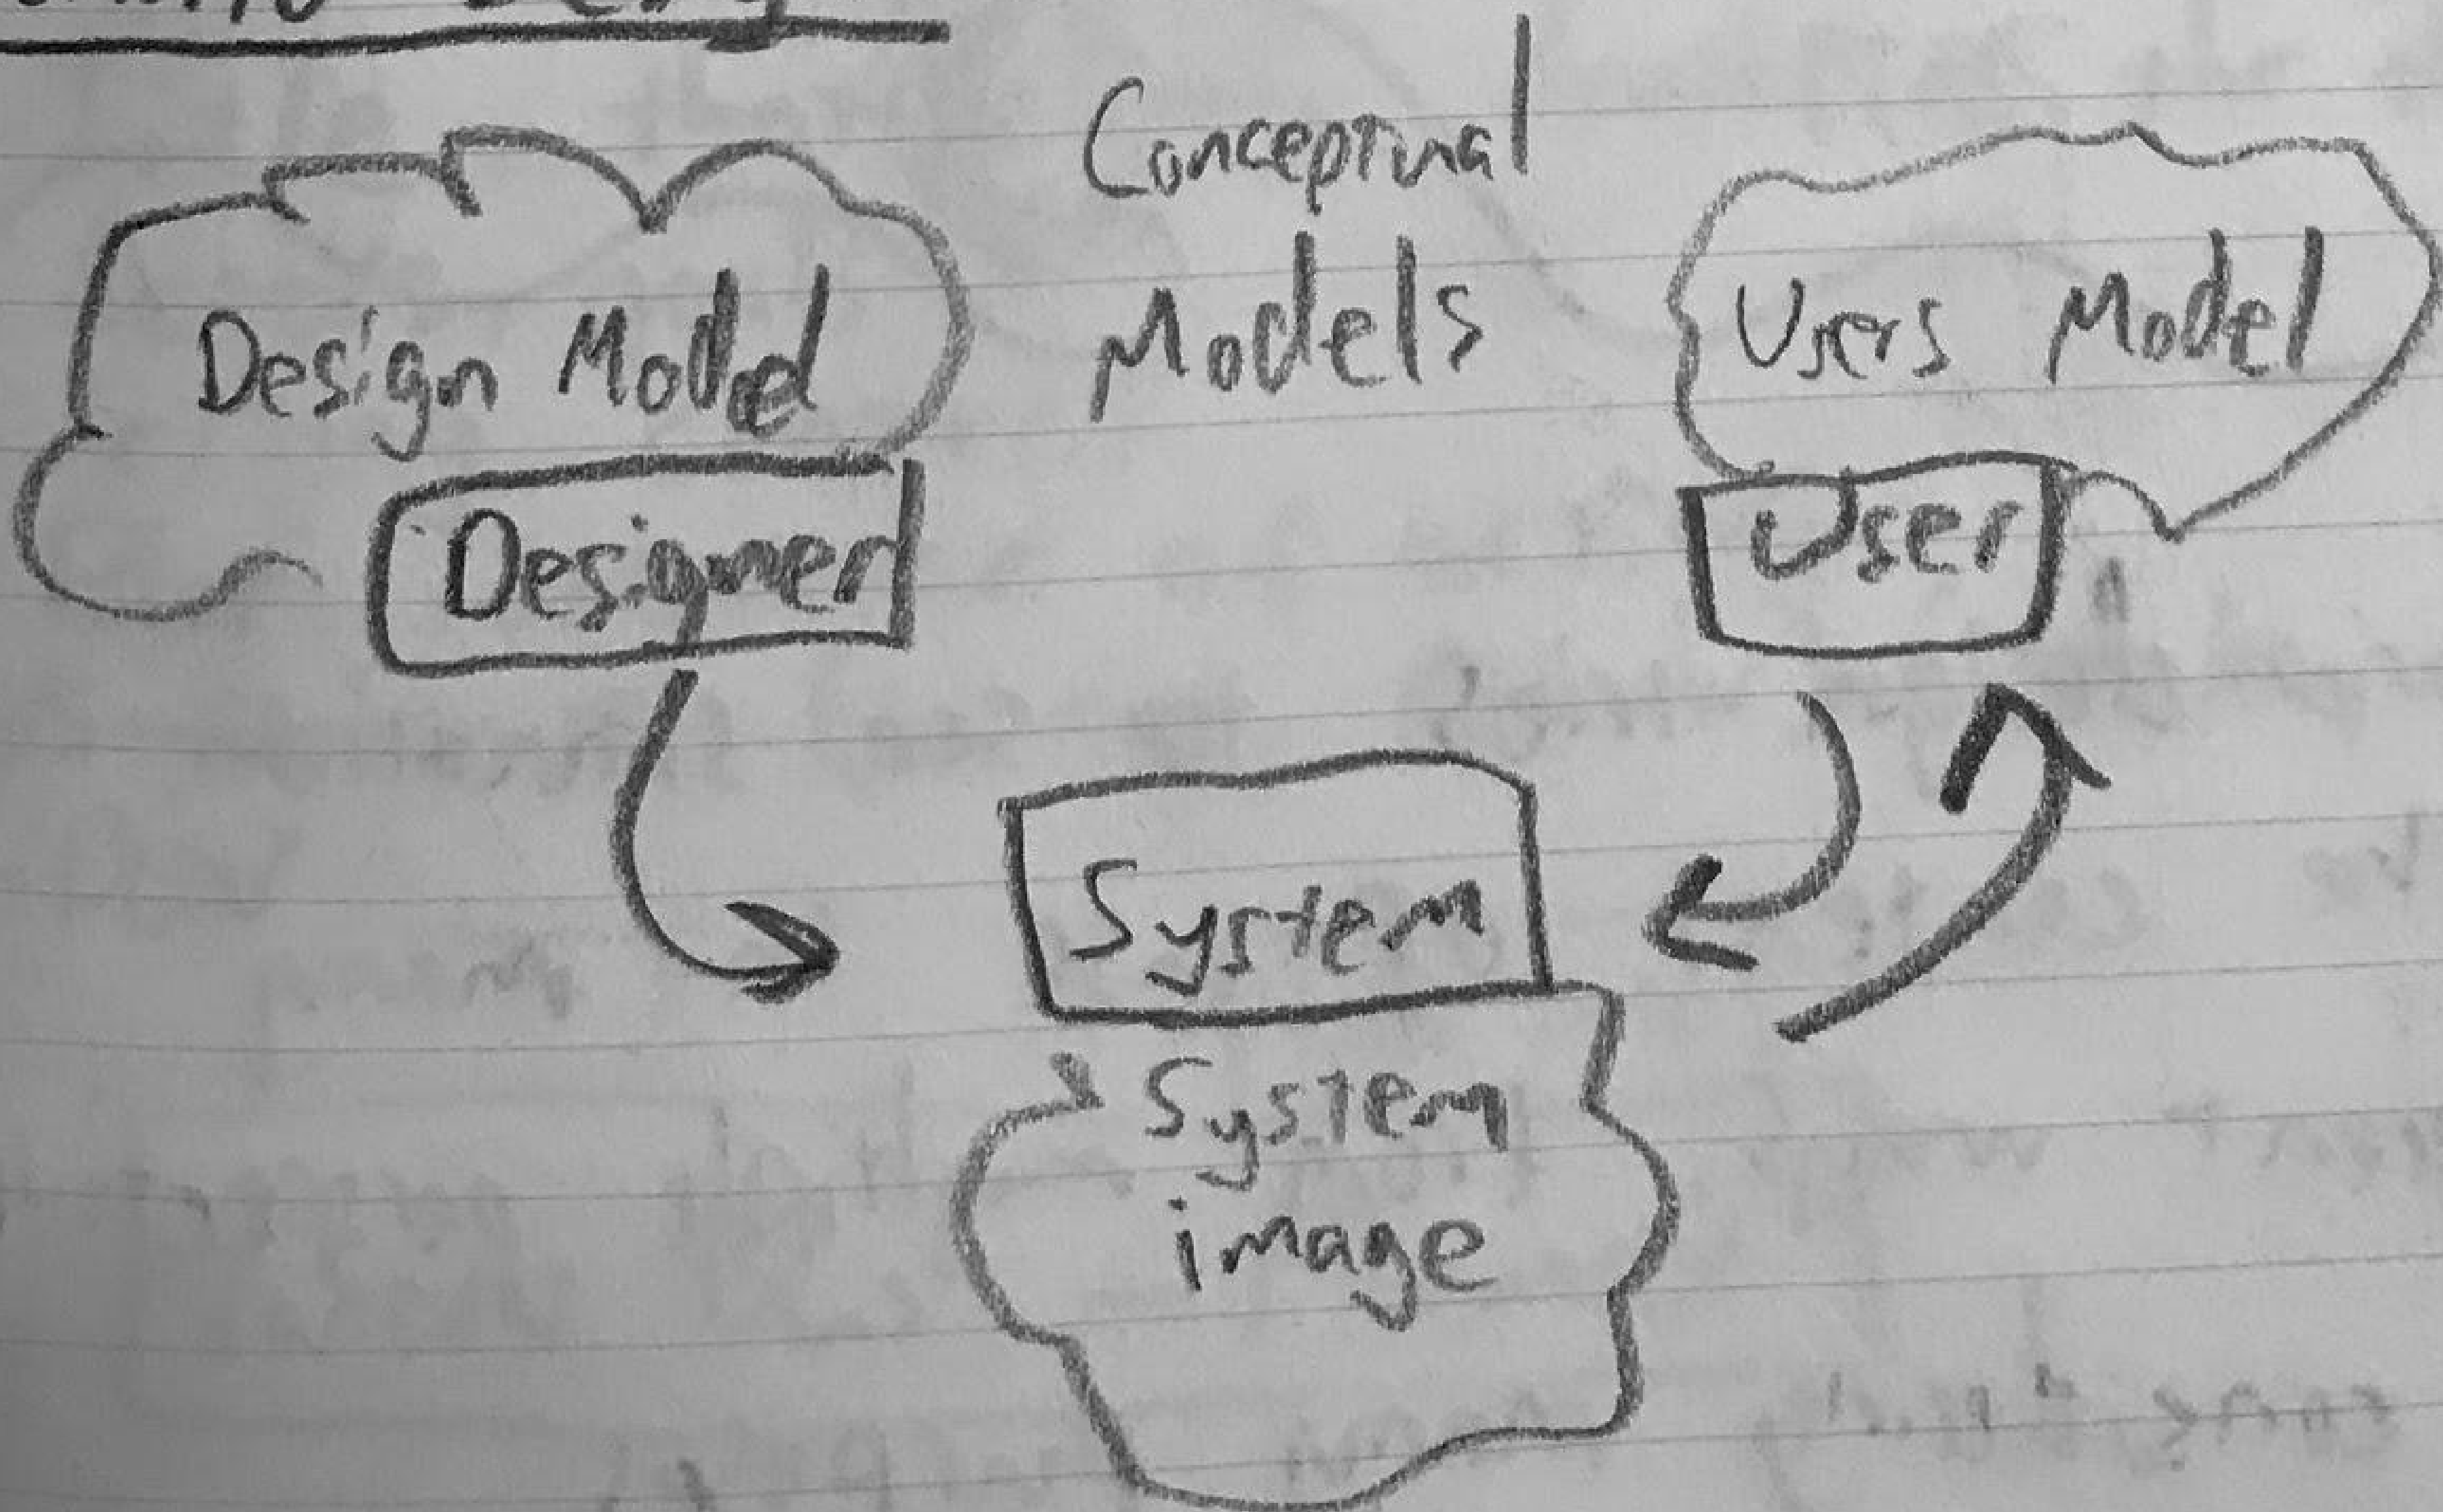 Conceptual
Models
Design Model
Users Model
Designer
User
System
System
image